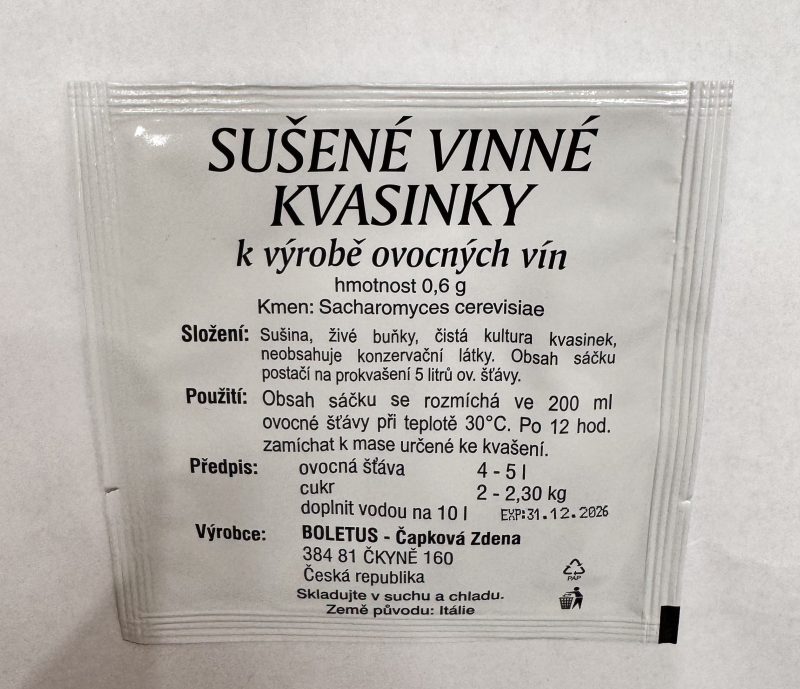 SUŠENÉ VINNÉ
KVASINKY
k výrobě ovocných vín
hmotnost 0,6 g
Kmen: Sacharomyces cerevisiae
Složení: Sušina, živé buňky, čistá kultura kvasinek,
neobsahuje konzervační látky. Obsah sáčku
postačí na prokvašení 5 litrů ov. šťávy.
Použití: Obsah sáčku se rozmíchá ve 200 ml
ovocné šťávy při teplotě 30°C. Po 12 hod.
zamíchat k mase určené ke kvašení.
Předpis: ovocná šťáva 4 - 5 l
cukr 2 - 2,30 kg
doplnit vodou na 10 l EXP:31.12.2026
Výrobce: BOLETUS - Čapková Zdena
384 81 ČKYNĚ 160
Česká republika
PAP
Skladujte v suchu a chladu.
Země původu: Itálie